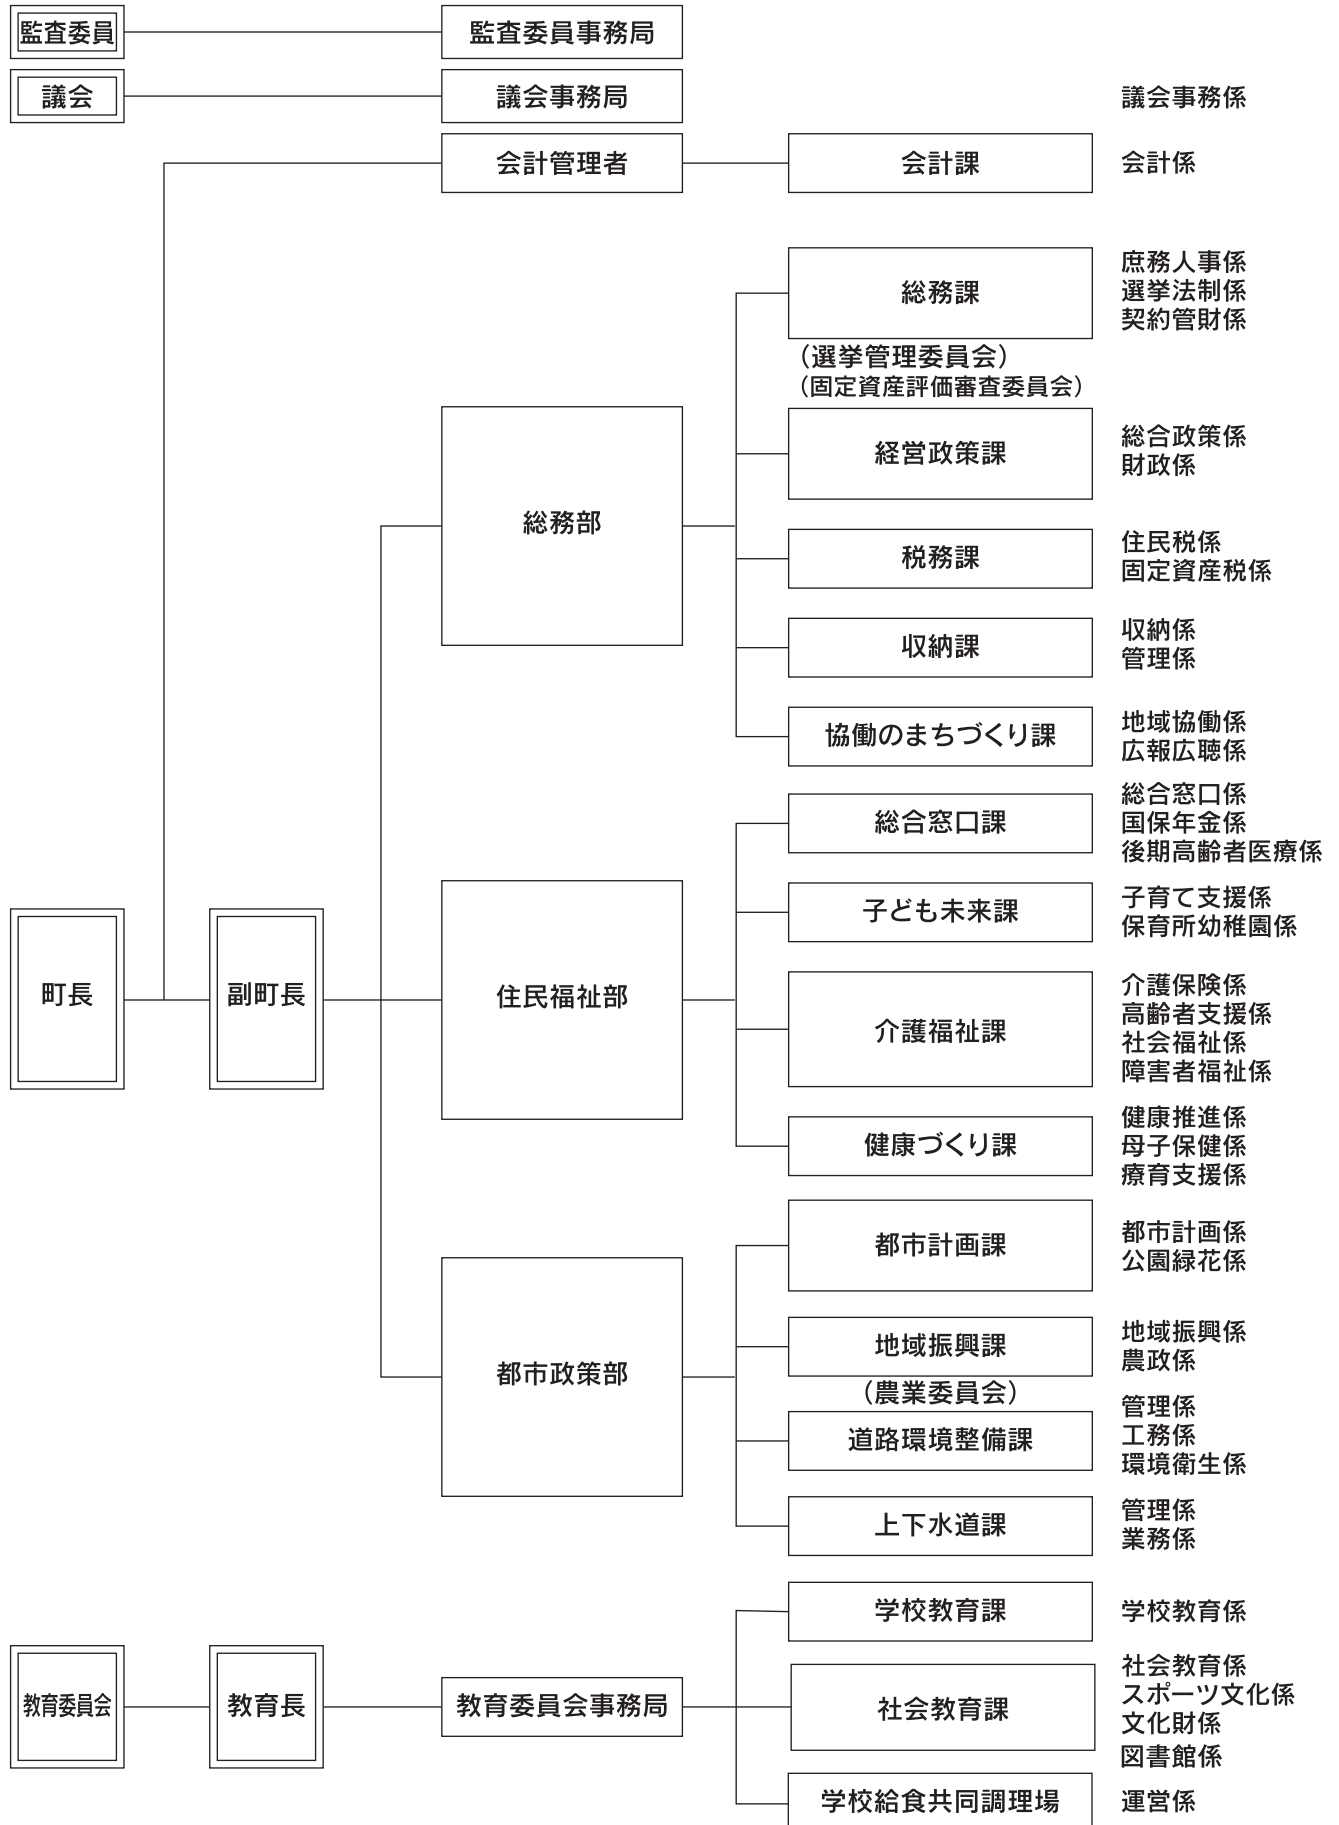 監査委員
監査委員事務局
議会
議会事務局
議会事務係
会計管理者
会計課
会計係
総務課
庶務人事係
選挙法制係
契約管財係
（選挙管理委員会）
（固定資産評価審査委員会）
経営政策課
総合政策係
財政係
総務部
税務課
住民税係
固定資産税係
収納課
収納係
管理係
協働のまちづくり課
地域協働係
広報広聴係
総合窓口課
総合窓口係
国保年金係
後期高齢者医療係
子ども未来課
子育て支援係
保育所幼稚園係
町長
副町長
住民福祉部
介護福祉課
介護保険係
高齢者支援係
社会福祉係
障害者福祉係
健康づくり課
健康推進係
母子保健係
療育支援係
都市計画課
都市計画係
公園緑花係
都市政策部
地域振興課
地域振興係
農政係
（農業委員会）
道路環境整備課
管理係
工務係
環境衛生係
上下水道課
管理係
業務係
学校教育課
学校教育係
教育委員会
教育長
教育委員会事務局
社会教育課
社会教育係
スポーツ文化係
文化財係
図書館係
学校給食共同調理場
運営係